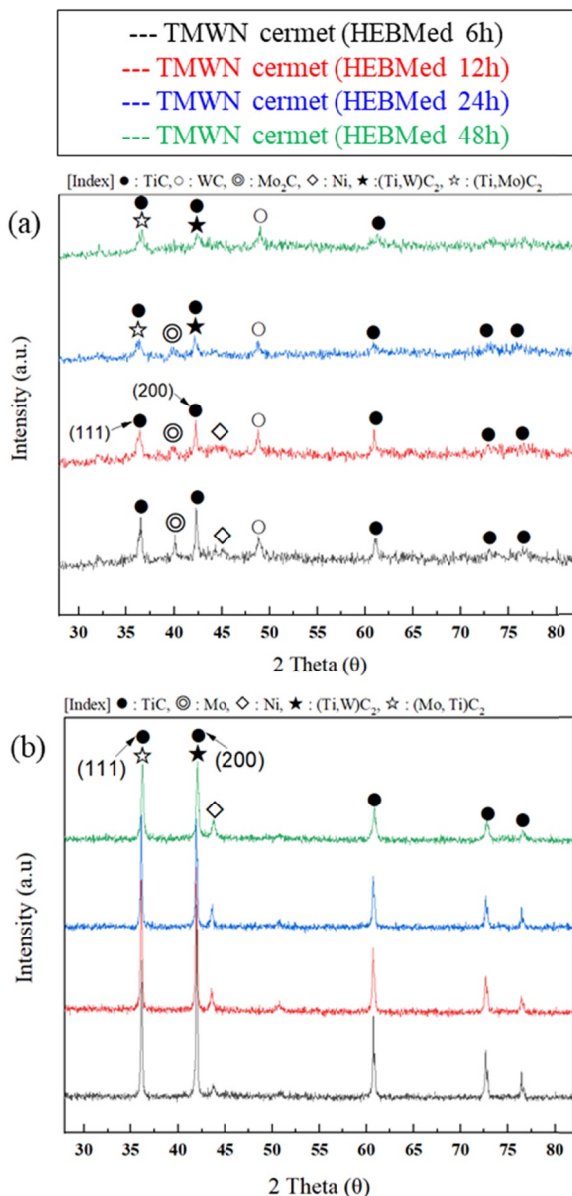 --- TMWN cermet (HEBMed 6h)
--- TMWN cermet (HEBMed 12h)
--- TMWN cermet (HEBMed 24h)
--- TMWN cermet (HEBMed 48h)
[Index] ● : TiC, ○ : WC, ◎ : Mo₂C, ◇ : Ni, ★ :(Ti,W)C₂, ☆ : (Ti,Mo)C₂
(a)
(200)
(111)
Intensity (a.u.)
30 35 40 45 50 55 60 65 70 75 80
2 Theta (θ)
[Index] ● : TiC, ◎ : Mo, ◇ : Ni, ★ : (Ti,W)C₂, ☆ : (Mo, Ti)C₂
(b)
(111)
(200)
Intensity (a.u)
30 35 40 45 50 55 60 65 70 75 80
2 Theta (θ)